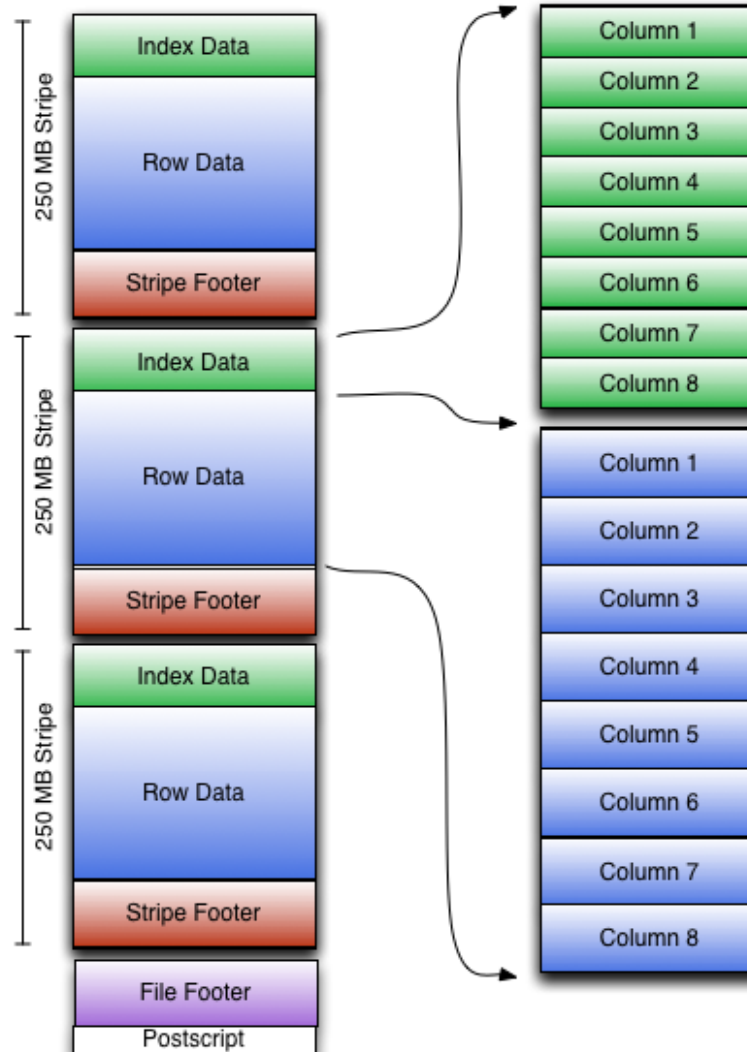 250 MB Stripe
Index Data
Row Data
Stripe Footer
250 MB Stripe
Index Data
Row Data
Stripe Footer
250 MB Stripe
Index Data
Row Data
Stripe Footer
File Footer
Postscript
Column 1
Column 2
Column 3
Column 4
Column 5
Column 6
Column 7
Column 8
Column 1
Column 2
Column 3
Column 4
Column 5
Column 6
Column 7
Column 8